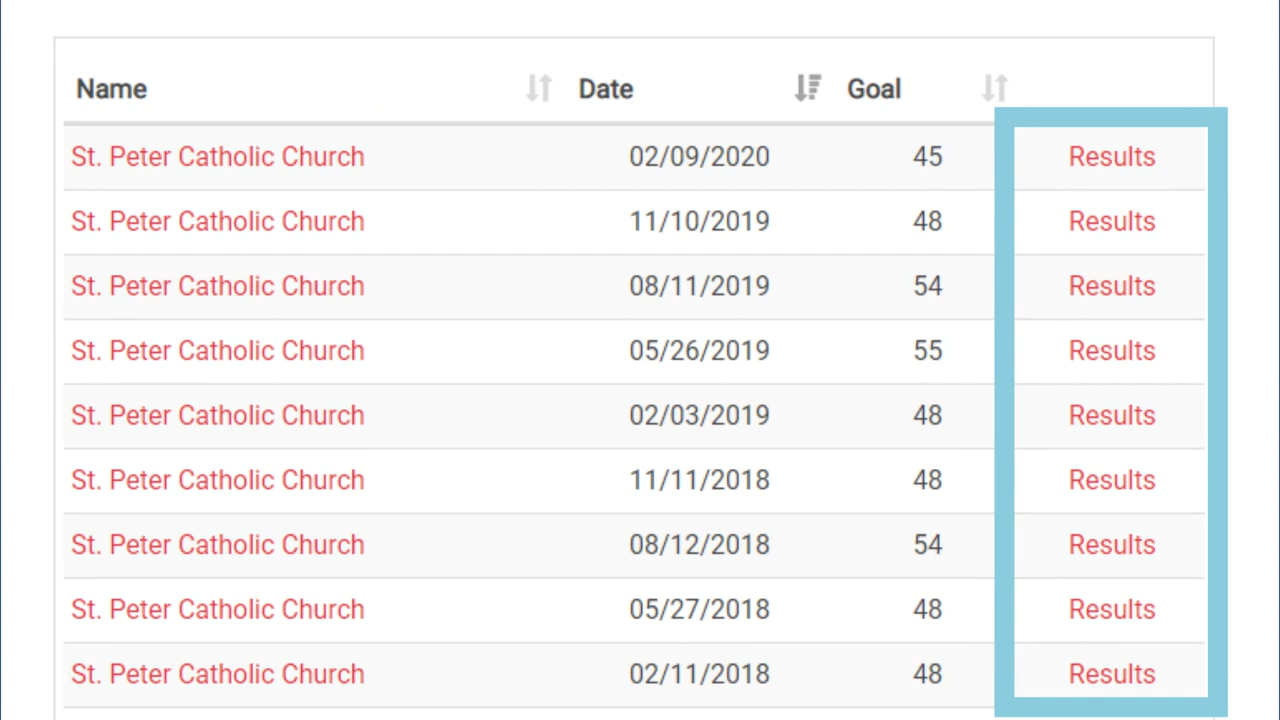 Name Date Goal
St. Peter Catholic Church 02/09/2020 45 Results
St. Peter Catholic Church 11/10/2019 48 Results
St. Peter Catholic Church 08/11/2019 54 Results
St. Peter Catholic Church 05/26/2019 55 Results
St. Peter Catholic Church 02/03/2019 48 Results
St. Peter Catholic Church 11/11/2018 48 Results
St. Peter Catholic Church 08/12/2018 54 Results
St. Peter Catholic Church 05/27/2018 48 Results
St. Peter Catholic Church 02/11/2018 48 Results